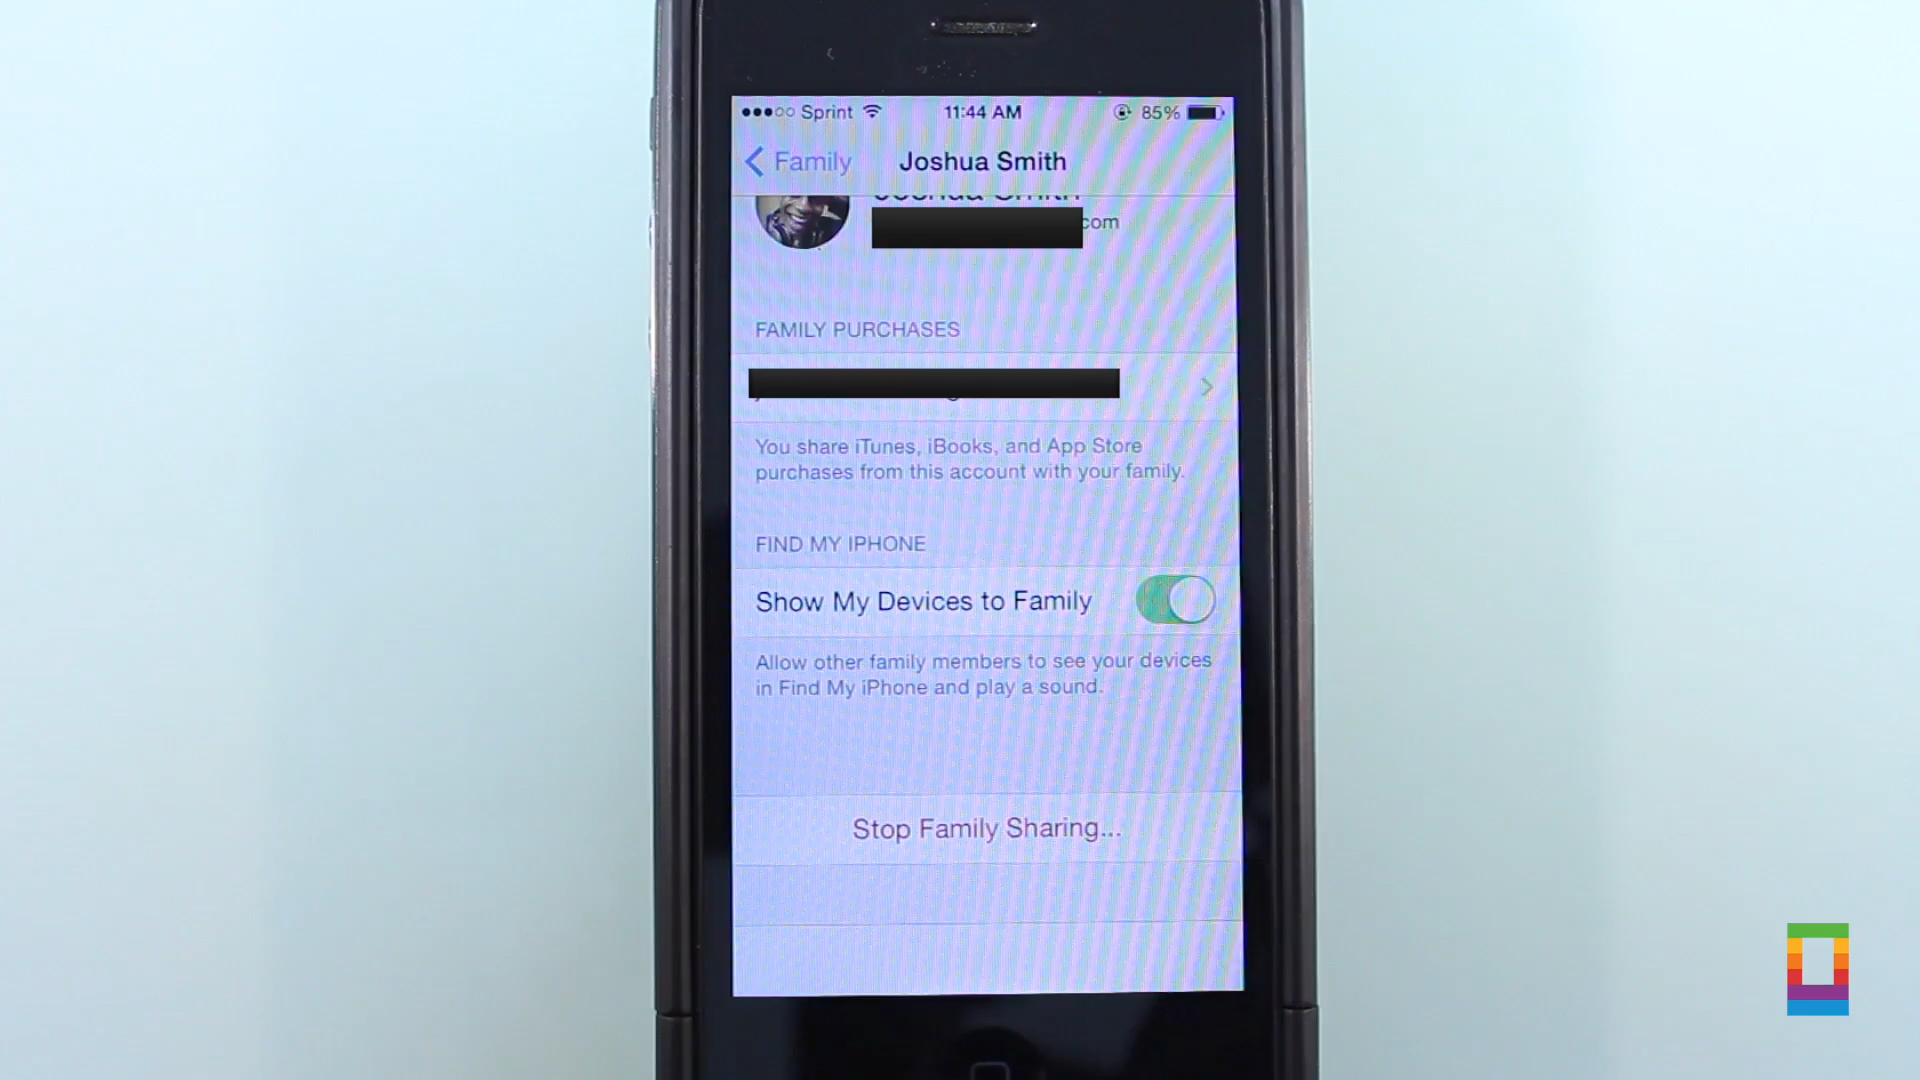 Sprint 11:44 AM 85%
Family Joshua Smith
Joshua Smith
com
FAMILY PURCHASES
You share iTunes, iBooks, and App Store
purchases from this account with your family.
FIND MY IPHONE
Show My Devices to Family
Allow other family members to see your devices
in Find My iPhone and play a sound.
Stop Family Sharing...